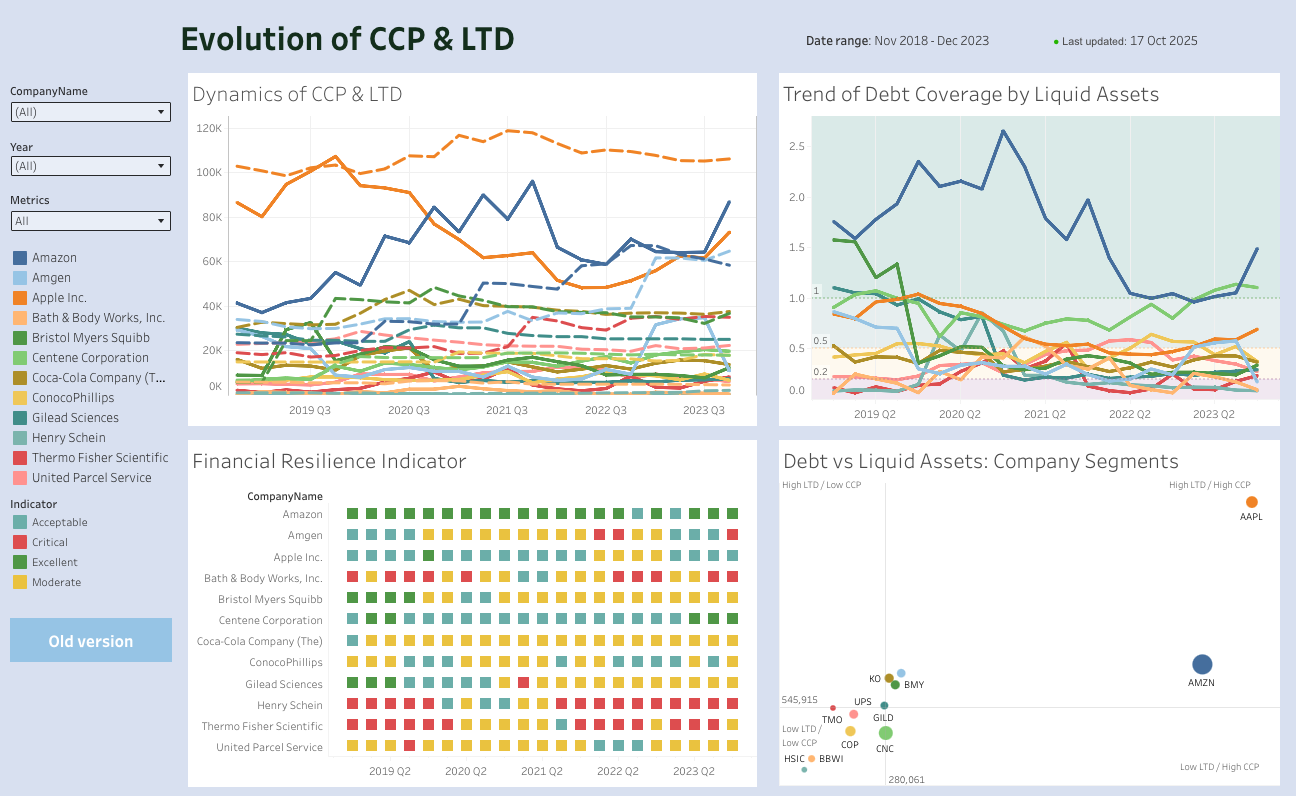 Evolution of CCP & LTD
Date range: Nov 2018 - Dec 2023
● Last updated: 17 Oct 2025
CompanyName
(All)
Year
(All)
Metrics
All
Amazon
Amgen
Apple Inc.
Bath & Body Works, Inc.
Bristol Myers Squibb
Centene Corporation
Coca-Cola Company (T...
ConocoPhillips
Gilead Sciences
Henry Schein
Thermo Fisher Scientific
United Parcel Service
Indicator
Acceptable
Critical
Excellent
Moderate
Old version
Dynamics of CCP & LTD
120K
100K
80K
60K
40K
20K
0K
2019 Q3
2020 Q3
2021 Q3
2022 Q3
2023 Q3
Trend of Debt Coverage by Liquid Assets
2.5
2.0
1.5
1
1.0
0.5
0.5
0.2
0.0
2019 Q2
2020 Q2
2021 Q2
2022 Q2
2023 Q2
Financial Resilience Indicator
CompanyName
Amazon
Amgen
Apple Inc.
Bath & Body Works, Inc.
Bristol Myers Squibb
Centene Corporation
Coca-Cola Company (The)
ConocoPhillips
Gilead Sciences
Henry Schein
Thermo Fisher Scientific
United Parcel Service
2019 Q2
2020 Q2
2021 Q2
2022 Q2
2023 Q2
Debt vs Liquid Assets: Company Segments
High LTD / Low CCP
High LTD / High CCP
AAPL
AMZN
KO
BMY
545,915
UPS
TMO
GILD
Low LTD /
Low CCP
COP
CNC
HSIC
BBWI
Low LTD / High CCP
280,061